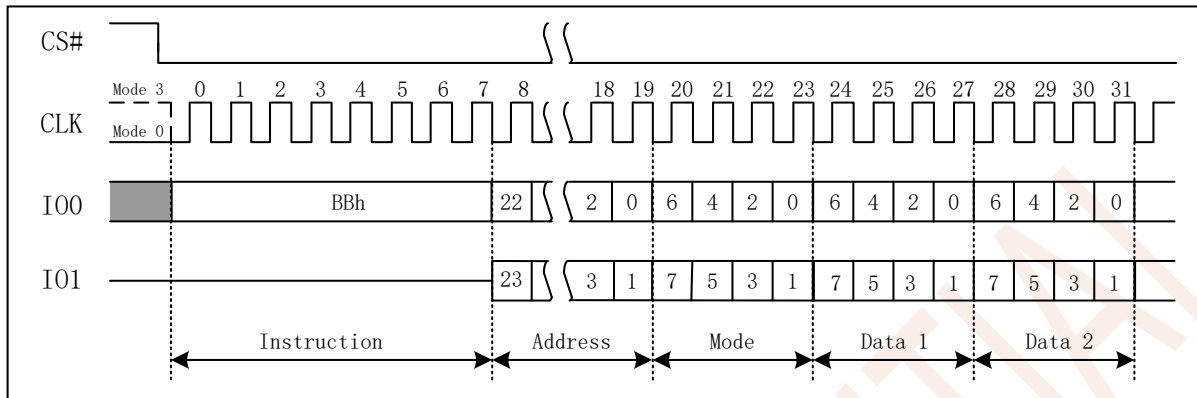 CS#
Mode 3 0 1 2 3 4 5 6 7 8 18 19 20 21 22 23 24 25 26 27 28 29 30 31
CLK
Mode 0
IO0 BBh 22 2 0 6 4 2 0 6 4 2 0 6 4 2 0
IO1 23 3 1 7 5 3 1 7 5 3 1 7 5 3 1
Instruction Address Mode Data 1 Data 2